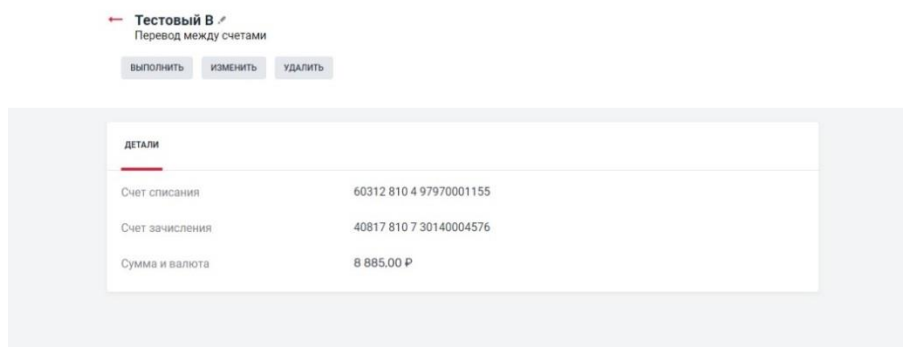 Тестовый В
Перевод между счетами
ВЫПОЛНИТЬ ИЗМЕНИТЬ УДАЛИТЬ
ДЕТАЛИ
Счет списания 60312 810 4 97970001155
Счет зачисления 40817 810 7 30140004576
Сумма и валюта 8 885,00 ₽